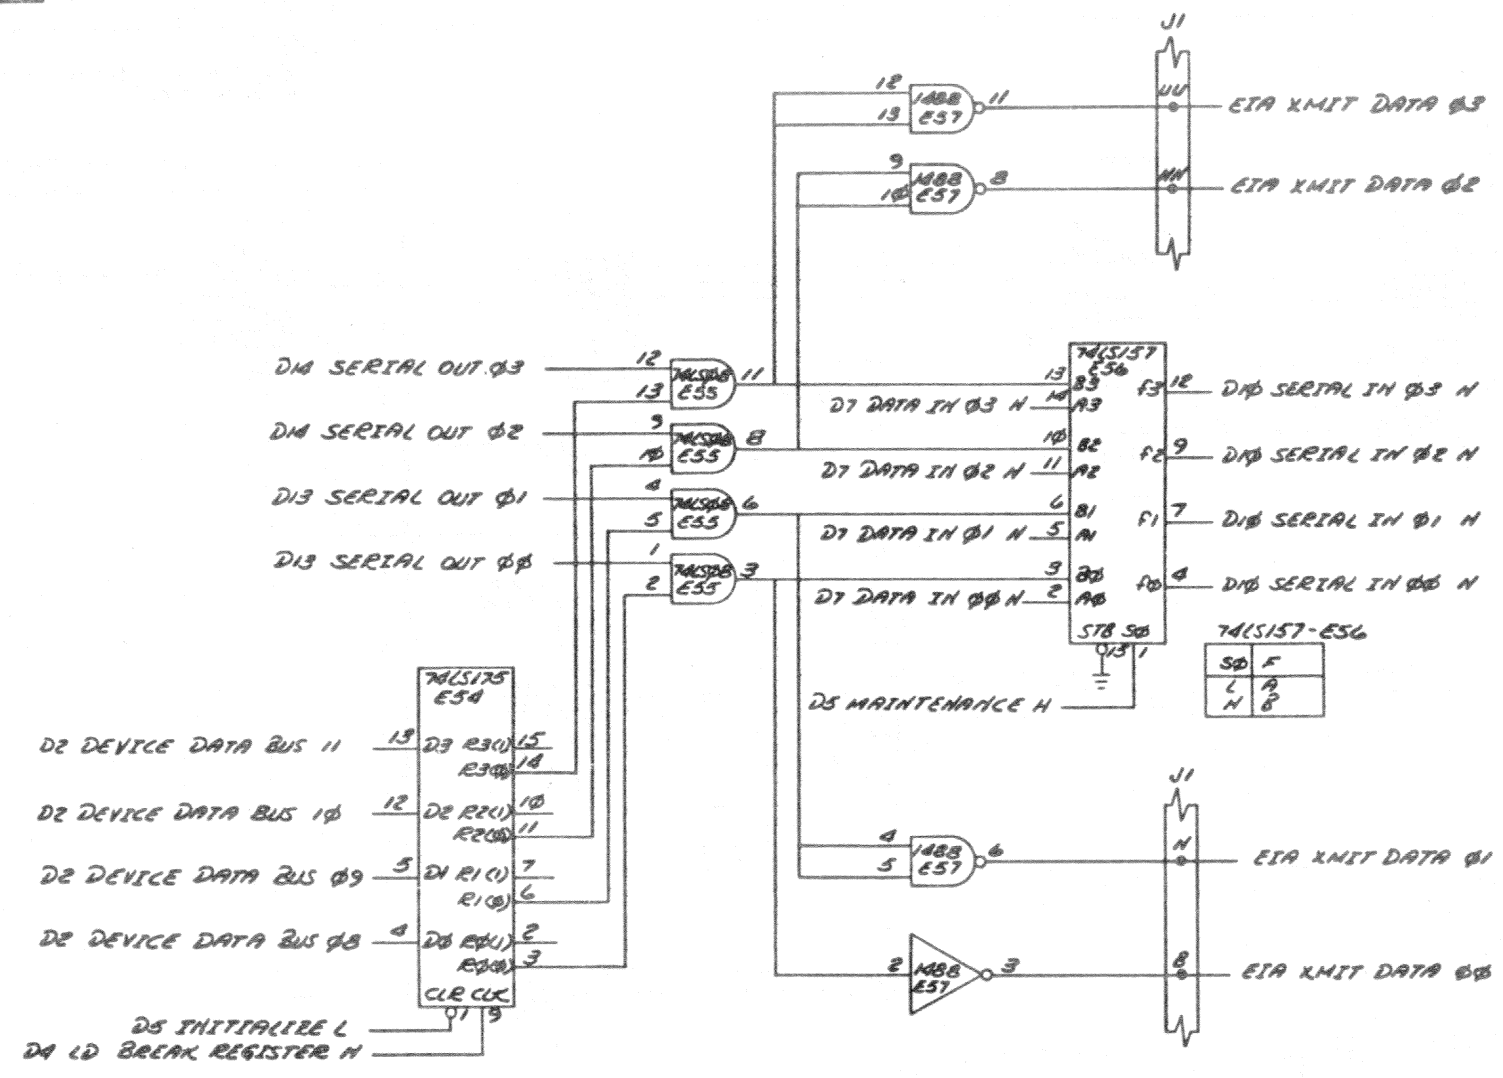 J1
12
1488
E57
13
11
UU
EIA XMIT DATA Ø3
9
1488
E57
1Ø
8
NN
EIA XMIT DATA Ø2
D14 SERIAL OUT Ø3
12
13
74LSØ8
E55
11
D14 SERIAL OUT Ø2
9
1Ø
74LSØ8
E55
8
D13 SERIAL OUT Ø1
4
5
74LSØ8
E55
6
D13 SERIAL OUT ØØ
1
2
74LSØ8
E55
3
74LS157
E56
13 B3
D7 DATA IN Ø3 H 14 A3
f3 12 D1Ø SERIAL IN Ø3 H
1Ø B2
D7 DATA IN Ø2 H 11 A2
f2 9 D1Ø SERIAL IN Ø2 H
6 B1
D7 DATA IN Ø1 H 5 A1
f1 7 D1Ø SERIAL IN Ø1 H
3 BØ
D7 DATA IN ØØ H 2 AØ
fØ 4 D1Ø SERIAL IN ØØ H
STB SØ
15 1
D5 MAINTENANCE H
74LS157-E56
SØ F
L A
H B
74LS175
E54
D2 DEVICE DATA BUS 11 13 D3 R3(1) 15
R3(Ø) 14
D2 DEVICE DATA BUS 1Ø 12 D2 R2(1) 1Ø
R2(Ø) 11
D2 DEVICE DATA BUS Ø9 5 D1 R1(1) 7
R1(Ø) 6
D2 DEVICE DATA BUS Ø8 4 DØ RØ(1) 2
RØ(Ø) 3
CLR CLK
1 9
D5 INITIALIZE L
D4 LD BREAK REGISTER H
J1
4
5
1488
E57
6
N
EIA XMIT DATA Ø1
2
1488
E57
3
B
EIA XMIT DATA ØØ